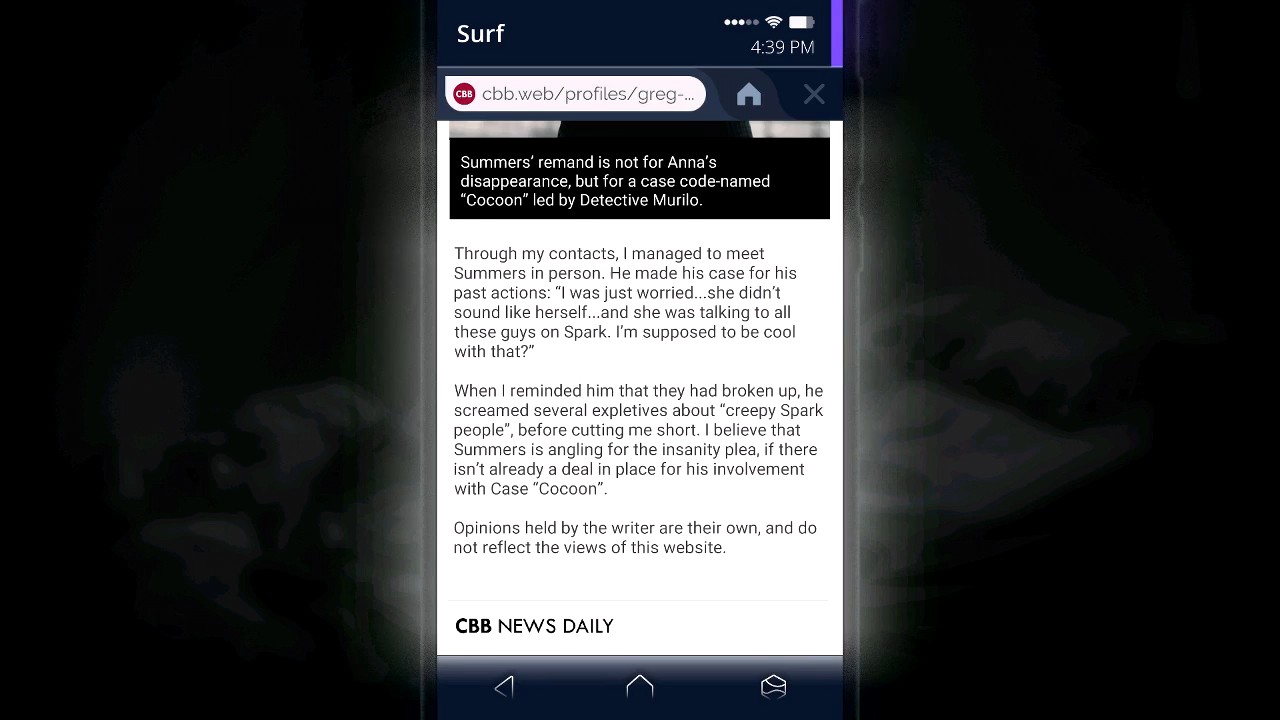 Surf
4:39 PM
CBB cbb.web/profiles/greg-...
Summers’ remand is not for Anna’s
disappearance, but for a case code-named
“Cocoon” led by Detective Murilo.
Through my contacts, I managed to meet
Summers in person. He made his case for his
past actions: “I was just worried...she didn’t
sound like herself...and she was talking to all
these guys on Spark. I’m supposed to be cool
with that?”
When I reminded him that they had broken up, he
screamed several expletives about “creepy Spark
people”, before cutting me short. I believe that
Summers is angling for the insanity plea, if there
isn’t already a deal in place for his involvement
with Case “Cocoon”.
Opinions held by the writer are their own, and do
not reflect the views of this website.
CBB NEWS DAILY